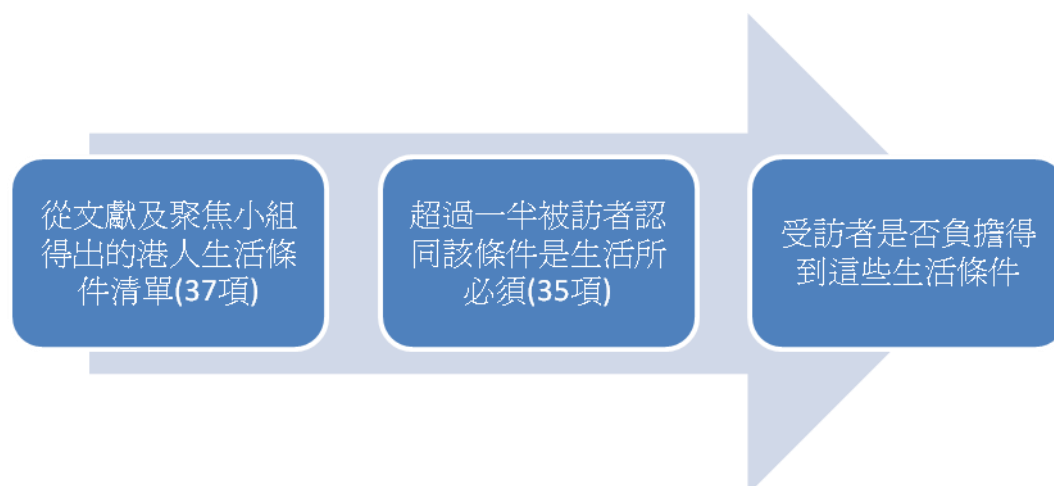 從文獻及聚焦小組
得出的港人生活條
件清單(37項)
超過一半被訪者認
同該條件是生活所
必須(35項)
受訪者是否負擔得
到這些生活條件